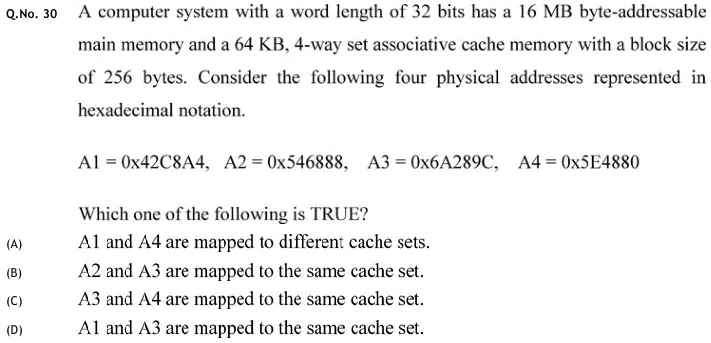 Q.No. 30 A computer system with a word length of 32 bits has a 16 MB byte-addressable
main memory and a 64 KB, 4-way set associative cache memory with a block size
of 256 bytes. Consider the following four physical addresses represented in
hexadecimal notation.
A1 = 0x42C8A4, A2 = 0x546888, A3 = 0x6A289C, A4 = 0x5E4880
Which one of the following is TRUE?
(A) A1 and A4 are mapped to different cache sets.
(B) A2 and A3 are mapped to the same cache set.
(C) A3 and A4 are mapped to the same cache set.
(D) A1 and A3 are mapped to the same cache set.